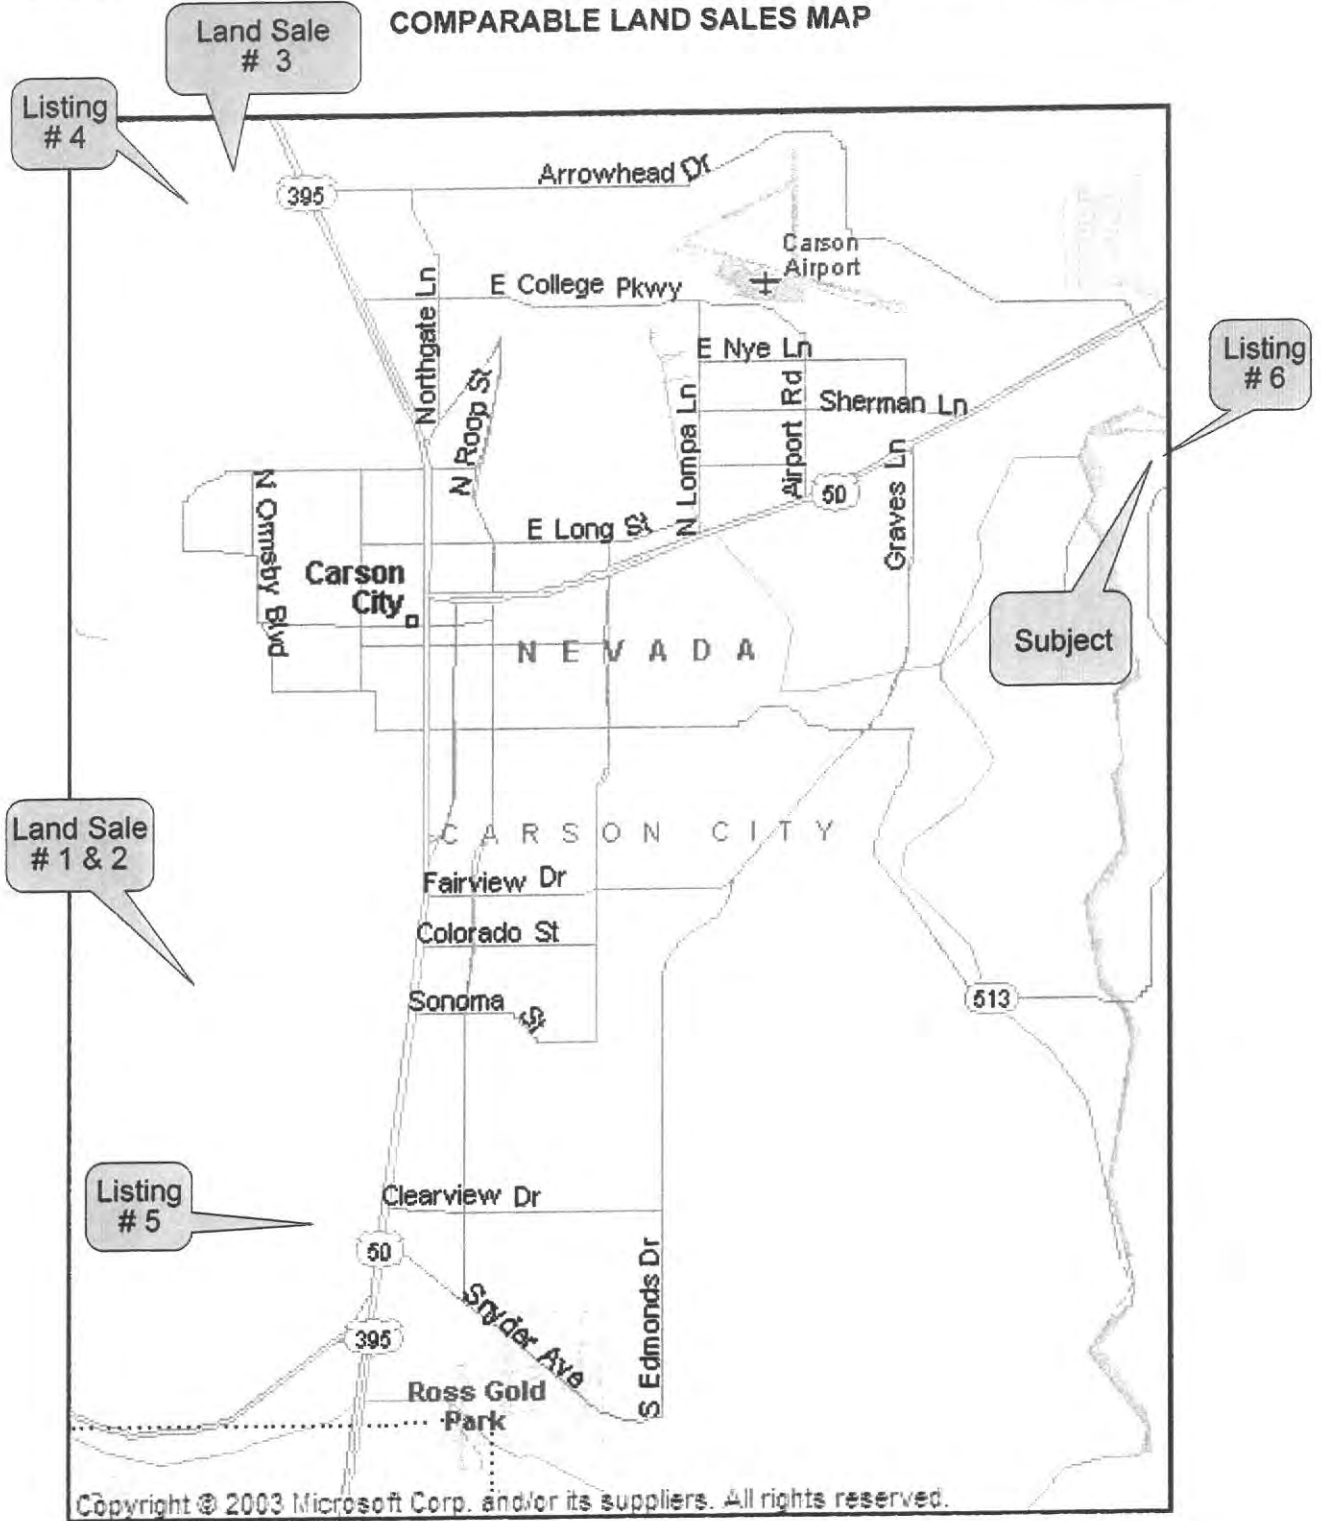 COMPARABLE LAND SALES MAP
Land Sale
# 3
Listing
# 4
395
Arrowhead Dr
Carson
Airport
E College Pkwy
Northgate Ln
N Roop St
E Nye Ln
Listing
# 6
Airport Rd
Sherman Ln
N Lompa Ln
50
Graves Ln
N Ormsby Blvd
E Long St
Carson
City
NEVADA
Subject
Land Sale
# 1 & 2
CARSON CITY
Fairview Dr
Colorado St
Sonoma St
513
Listing
# 5
Clearview Dr
50
Snyder Ave
S Edmonds Dr
395
Ross Gold
Park
Copyright © 2003 Microsoft Corp. and/or its suppliers. All rights reserved.